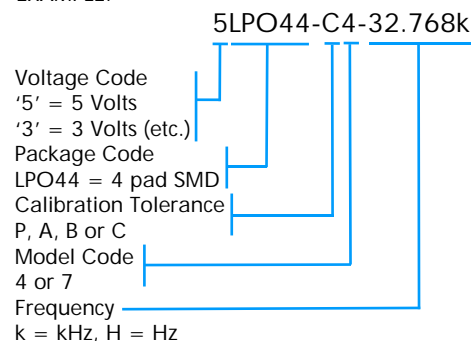 5LPO44-C4-32.768k
Voltage Code
‘5’ = 5 Volts
‘3’ = 3 Volts (etc.)
Package Code
LPO44 = 4 pad SMD
Calibration Tolerance
P, A, B or C
Model Code
4 or 7
Frequency
k = kHz, H = Hz